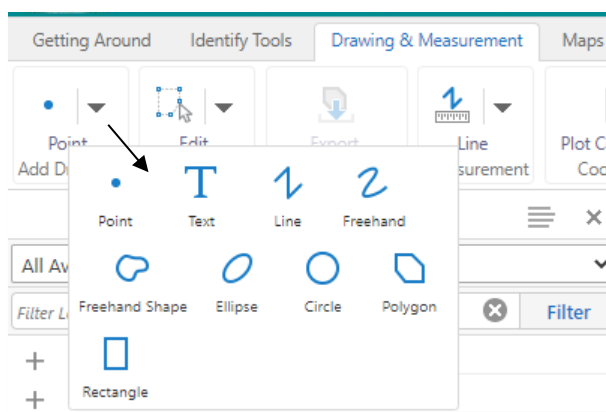 Getting Around Identify Tools Drawing & Measurement Maps
Point Edit Export Line Plot C
Add D surement Coo
Point Text Line Freehand
All Av
Freehand Shape Ellipse Circle Polygon
Filter L Filter
Rectangle